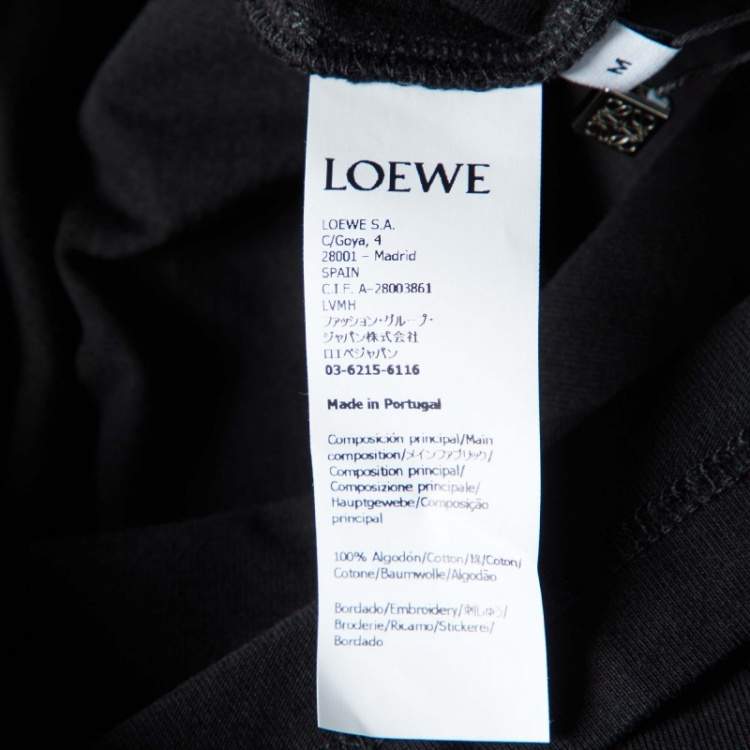 M
LOEWE
LOEWE S.A.
C/Goya, 4
28001 – Madrid
SPAIN
C.I.F. A-28003861
LVMH
ファッション・グループ・
ジャパン株式会社
ロエベジャパン
03-6215-6116
Made in Portugal
Composición principal/Main
composition/メインファブリック/
Composition principal/
Composizione principale/
Hauptgewebe/Composição
principal
100% Algodón/Cotton/綿/Coton/
Cotone/Baumwolle/Algodão
Bordado/Embroidery/刺しゅう/
Broderie/Ricamo/Stickerei/
Bordado